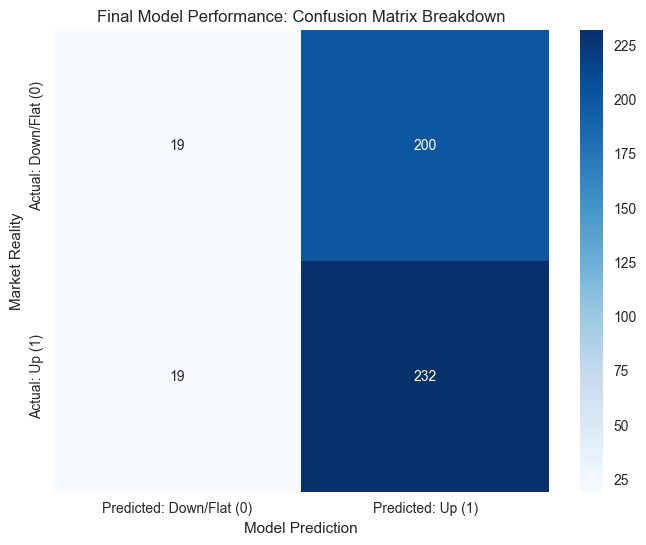 Final Model Performance: Confusion Matrix Breakdown
Market Reality
Actual: Down/Flat (0)
19
200
Actual: Up (1)
19
232
Predicted: Down/Flat (0)
Predicted: Up (1)
Model Prediction
225
200
175
150
125
100
75
50
25